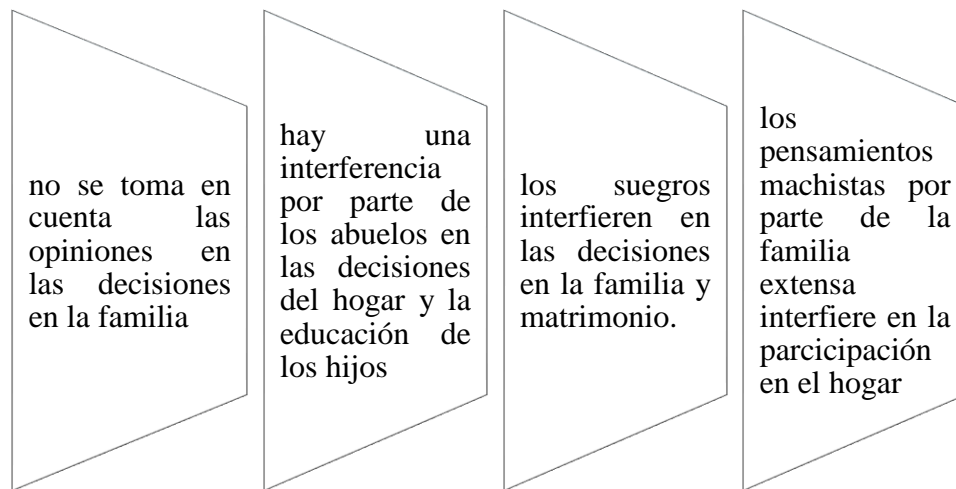 no se toma en
cuenta las
opiniones en
las decisiones
en la familia
hay una
interferencia
por parte de
los abuelos en
las decisiones
del hogar y la
educación de
los hijos
los suegros
interfieren en
las decisiones
en la familia y
matrimonio.
los
pensamientos
machistas por
parte de la
familia
extensa
interfiere en la
parcicipación
en el hogar